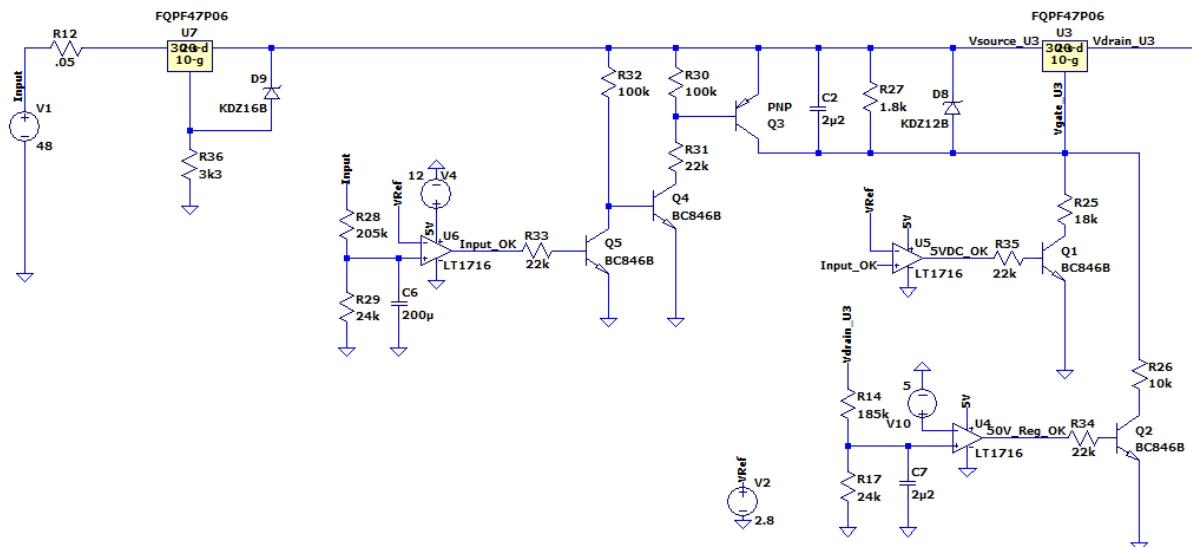 FQPF47P06
U7
R12
.05
Input
V1
48
D9
KDZ16B
R36
3k3
R32
100k
R30
100k
PNP
Q3
C2
2µ2
R27
1.8k
D8
KDZ12B
FQPF47P06
U3
Vsource_U3
Vdrain_U3
Vgate_U3
10-g
10-g
R31
22k
Input
12
V4
VRef
5V
R28
205k
U6
Input_OK
LT1716
R33
22k
Q5
BC846B
Q4
BC846B
R29
24k
C6
200µ
VRef
5V
U5
5VDC_OK
Input_OK
LT1716
R35
22k
R25
18k
Q1
BC846B
Vdrain_U3
R14
185k
5
V10
5V
U4
50V_Reg_OK
LT1716
R34
22k
R26
10k
Q2
BC846B
R17
24k
C7
2µ2
VRef
V2
2.8